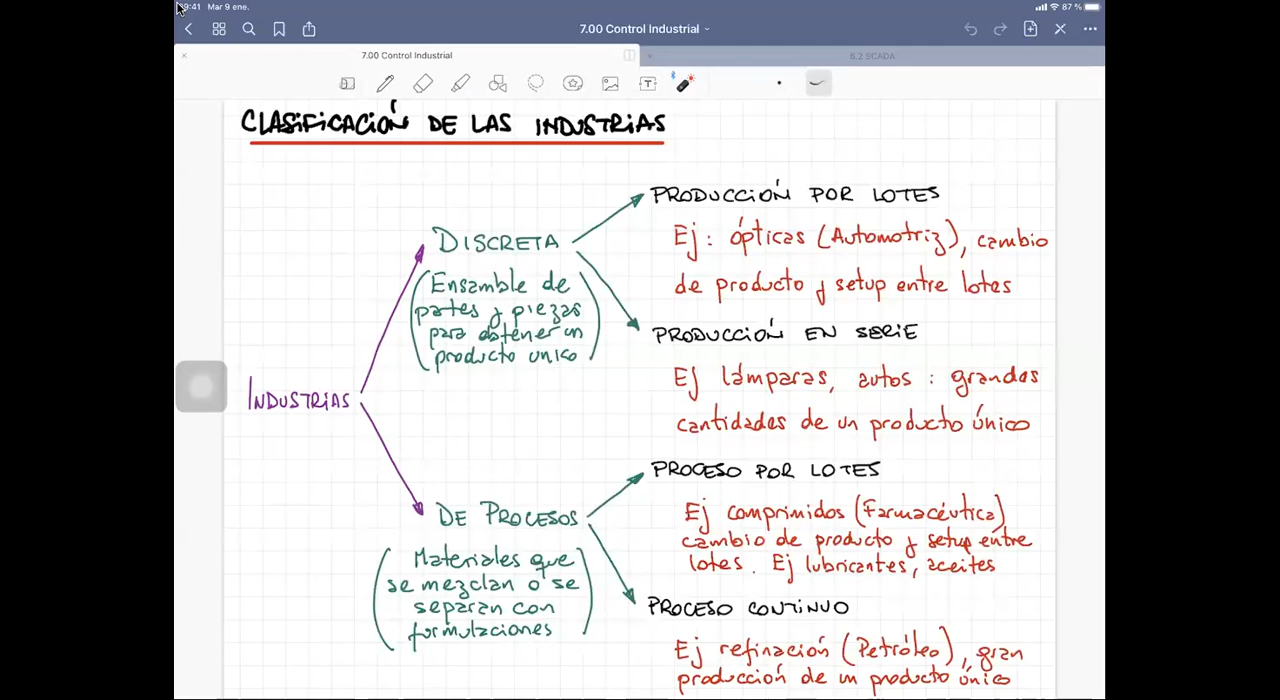 9:41 Mar 9 ene.
87 %
7.00 Control Industrial
7.00 Control Industrial
6.2 SCADA
CLASIFICACIÓN DE LAS INDUSTRIAS
INDUSTRIAS
DISCRETA
(Ensamble de
partes y piezas
para obtener un
producto unico)
PRODUCCIÓN POR LOTES
Ej: ópticas (Automotriz), cambio
de producto y setup entre lotes
PRODUCCIÓN EN SERIE
Ej lámparas, autos : grandes
cantidades de un producto único
DE PROCESOS
(Materiales que
se mezclan o se
separan con
formulaciones)
PROCESO POR LOTES
Ej comprimidos (Farmacéutica)
cambio de producto y setup entre
lotes. Ej lubricantes, aceites
PROCESO CONTINUO
Ej refinación (Petróleo), gran
producción de un producto único